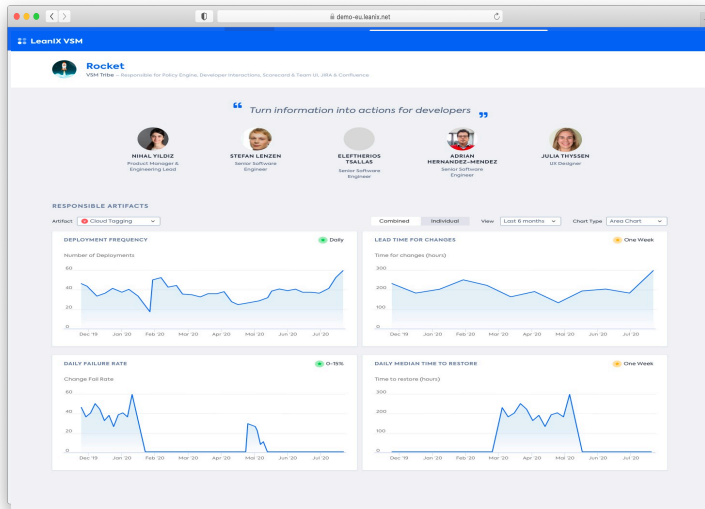 demo-eu.leanix.net
LeanIX VSM
Rocket
VSM Tribe – Responsible for Policy Engine, Developer Interactions, Scorecard & Team UI, JIRA & Confluence
“ Turn information into actions for developers ”
NIHAL YILDIZ
Product Manager &
Engineering Lead
STEFAN LENZEN
Senior Software
Engineer
ELEFTHERIOS
TSALLAS
Senior Software
Engineer
ADRIAN
HERNANDEZ-MENDEZ
Senior Software
Engineer
JULIA THYSSEN
UX Designer
RESPONSIBLE ARTIFACTS
Artifact Cloud Tagging
Combined Individual View Last 6 months Chart Type Area Chart
DEPLOYMENT FREQUENCY Daily
Number of Deployments
60
40
20
0
Dec '19 Jan '20 Feb '20 Mar '20 Apr '20 Mai '20 Jun '20 Jul '20
LEAD TIME FOR CHANGES One Week
Time for changes (hours)
300
200
100
0
Dec '19 Jan '20 Feb '20 Mar '20 Apr '20 Mai '20 Jun '20 Jul '20
DAILY FAILURE RATE 0-15%
Change Fail Rate
60
40
20
0
Dec '19 Jan '20 Feb '20 Mar '20 Apr '20 Mai '20 Jun '20 Jul '20
DAILY MEDIAN TIME TO RESTORE One Week
Time to restore (hours)
300
200
100
0
Dec '19 Jan '20 Feb '20 Mar '20 Apr '20 Mai '20 Jun '20 Jul '20